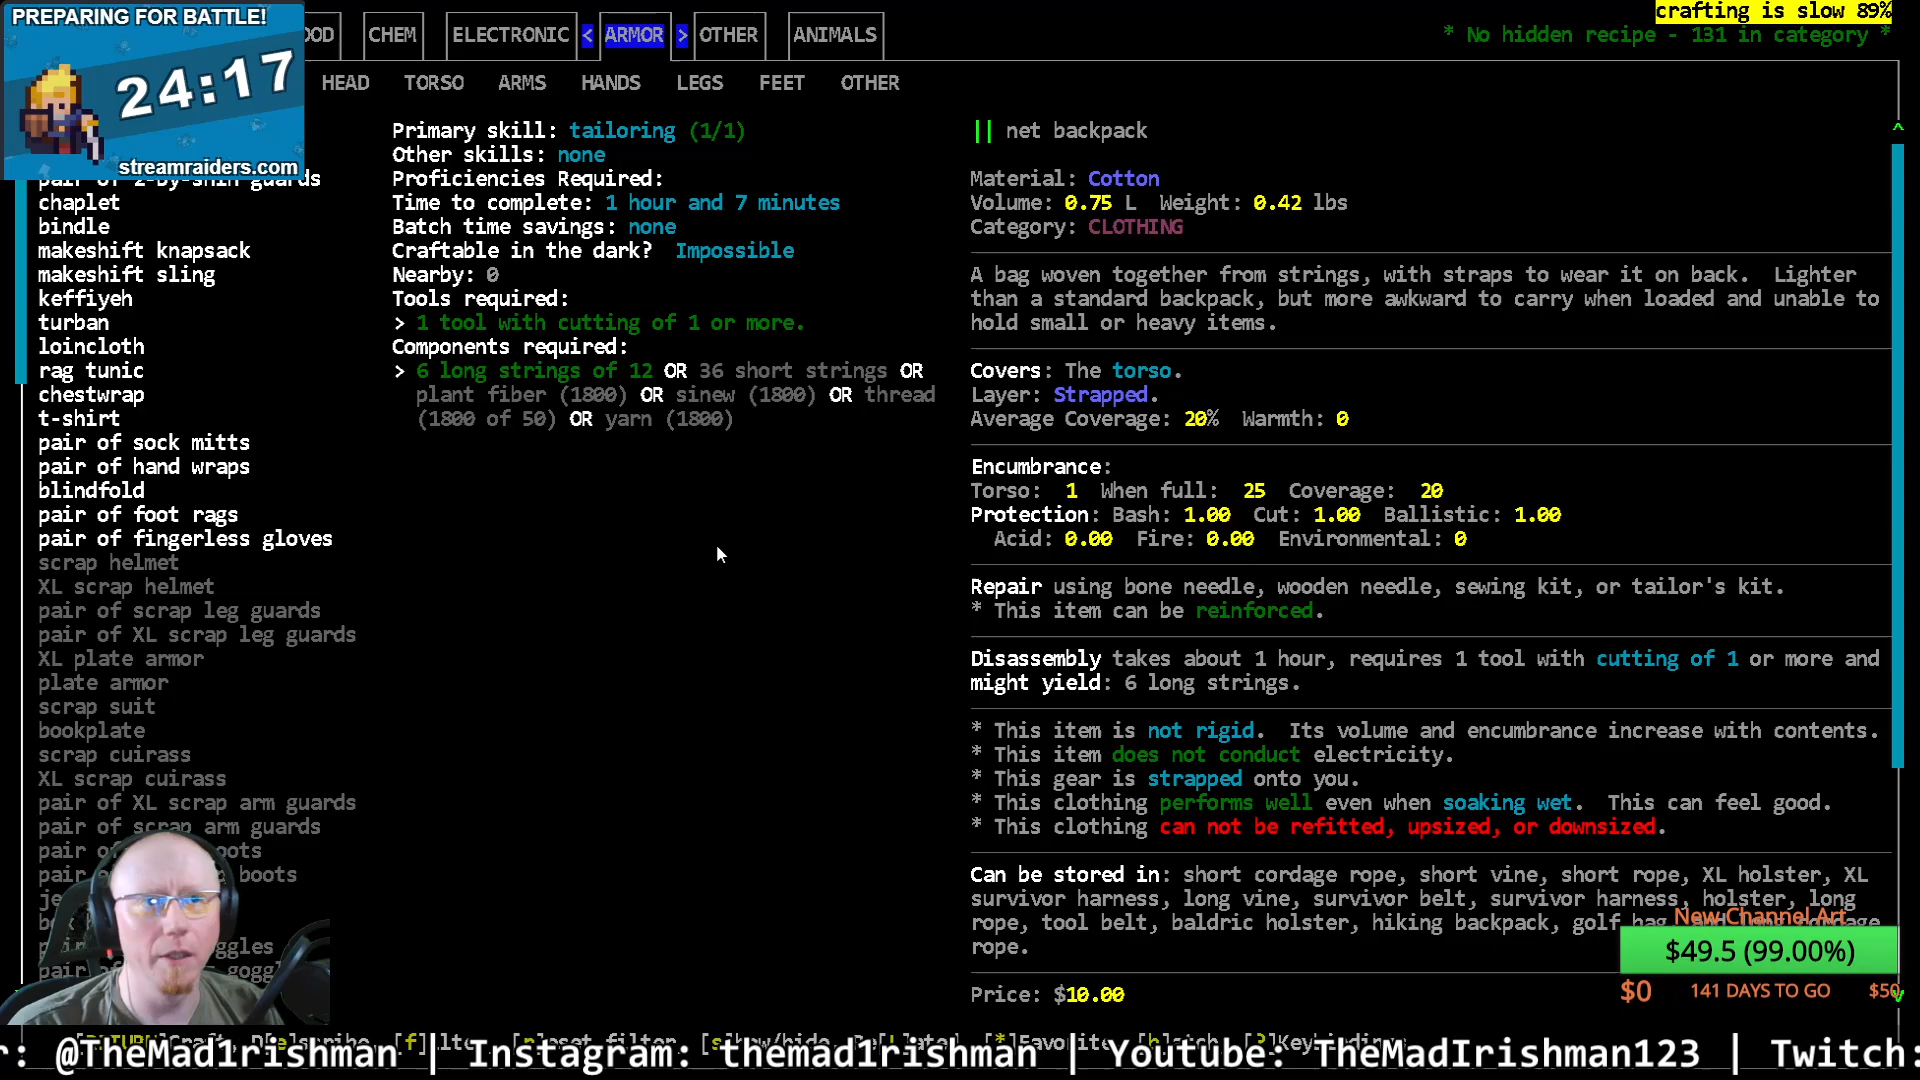 PREPARING FOR BATTLE!
24:17
streamraiders.com
CHEM
ELECTRONIC
< ARMOR >
OTHER
ANIMALS
crafting is slow 89%
* No hidden recipe - 131 in category *
HEAD TORSO ARMS HANDS LEGS FEET OTHER
pair of 2-by-shin guards
chaplet
bindle
makeshift knapsack
makeshift sling
keffiyeh
turban
loincloth
rag tunic
chestwrap
t-shirt
pair of sock mitts
pair of hand wraps
blindfold
pair of foot rags
pair of fingerless gloves
scrap helmet
XL scrap helmet
pair of scrap leg guards
pair of XL scrap leg guards
XL plate armor
plate armor
scrap suit
bookplate
scrap cuirass
XL scrap cuirass
pair of XL scrap arm guards
pair of scrap arm guards
Primary skill: tailoring (1/1)
Other skills: none
Proficiencies Required:
Time to complete: 1 hour and 7 minutes
Batch time savings: none
Craftable in the dark? Impossible
Nearby: 0
Tools required:
> 1 tool with cutting of 1 or more.
Components required:
> 6 long strings of 12 OR 36 short strings OR
plant fiber (1800) OR sinew (1800) OR thread
(1800 of 50) OR yarn (1800)
|| net backpack
Material: Cotton
Volume: 0.75 L Weight: 0.42 lbs
Category: CLOTHING
A bag woven together from strings, with straps to wear it on back. Lighter
than a standard backpack, but more awkward to carry when loaded and unable to
hold small or heavy items.
Covers: The torso.
Layer: Strapped.
Average Coverage: 20% Warmth: 0
Encumbrance:
Torso: 1 When full: 25 Coverage: 20
Protection: Bash: 1.00 Cut: 1.00 Ballistic: 1.00
Acid: 0.00 Fire: 0.00 Environmental: 0
Repair using bone needle, wooden needle, sewing kit, or tailor's kit.
* This item can be reinforced.
Disassembly takes about 1 hour, requires 1 tool with cutting of 1 or more and
might yield: 6 long strings.
* This item is not rigid. Its volume and encumbrance increase with contents.
* This item does not conduct electricity.
* This gear is strapped onto you.
* This clothing performs well even when soaking wet. This can feel good.
* This clothing can not be refitted, upsized, or downsized.
Can be stored in: short cordage rope, short vine, short rope, XL holster, XL
survivor harness, long vine, survivor belt, survivor harness, holster, long
rope, tool belt, baldric holster, hiking backpack, golf bag
rope.
Price: $10.00
New Channel Art
$49.5 (99.00%)
$0 141 DAYS TO GO $50
r: @TheMad1rishman | Instagram: themad1rishman | Youtube: TheMadIrishman123 | Twitch: